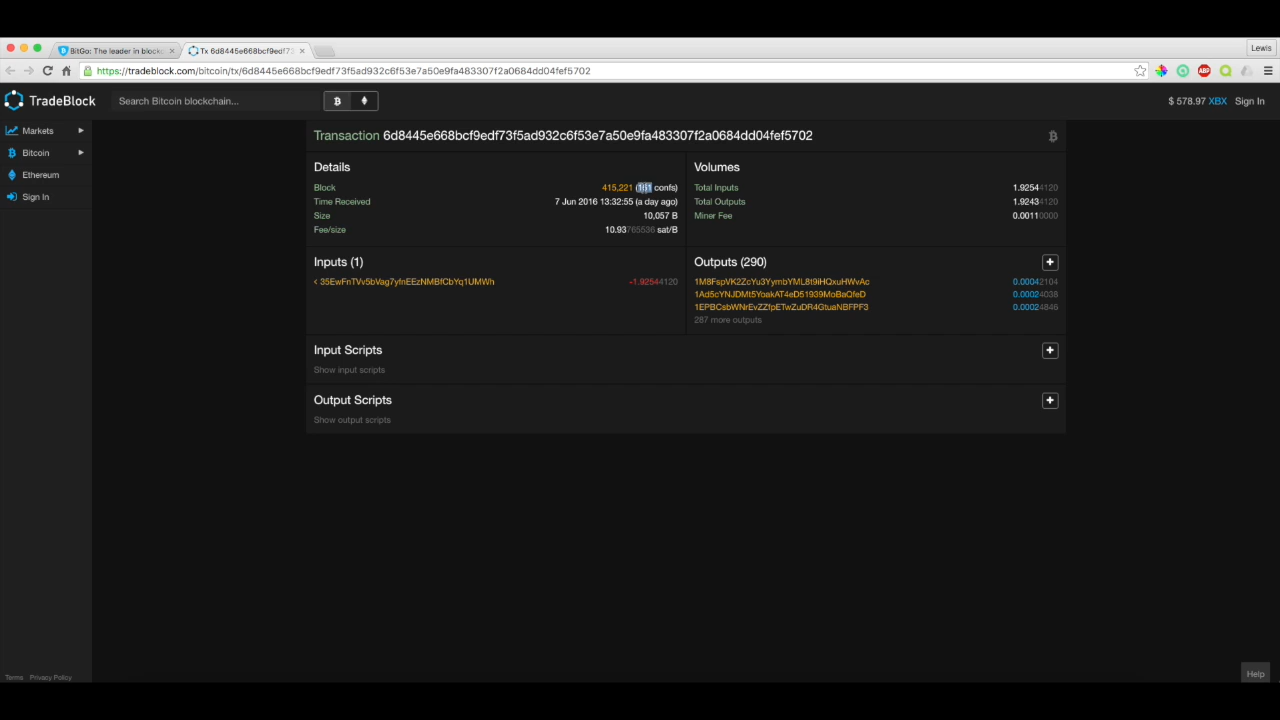 BitGo: The leader in blockc
Tx 6d8445e668bcf9edf73
Lewis
https://tradeblock.com/bitcoin/tx/6d8445e668bcf9edf73f5ad932c6f53e7a50e9fa483307f2a0684dd04fef5702
ABP
TradeBlock
Search Bitcoin blockchain...
$ 578.97 XBX
Sign In
Markets
Bitcoin
Ethereum
Sign In
Transaction 6d8445e668bcf9edf73f5ad932c6f53e7a50e9fa483307f2a0684dd04fef5702
Details
Block 415,221 ( confs)
Time Received 7 Jun 2016 13:32:55 (a day ago)
Size 10,057 B
Fee/size 10.93765536 sat/B
Volumes
Total Inputs 1.92544120
Total Outputs 1.92434120
Miner Fee 0.00110000
Inputs (1)
< 35EwFnTVv5bVag7yfnEEzNMBfCbYq1UMWh -1.92544120
Outputs (290)
1M8FspVK2ZcYu3YymbYML8t9iHQxuHWvAc 0.00042104
1Ad5cYNJDMt5YoakAT4eD51939MoBaQfeD 0.00024038
1EPBCsbWNrEvZZfpETwZuDR4GtuaNBFPF3 0.00024846
287 more outputs
Input Scripts
Show input scripts
Output Scripts
Show output scripts
Terms Privacy Policy
Help